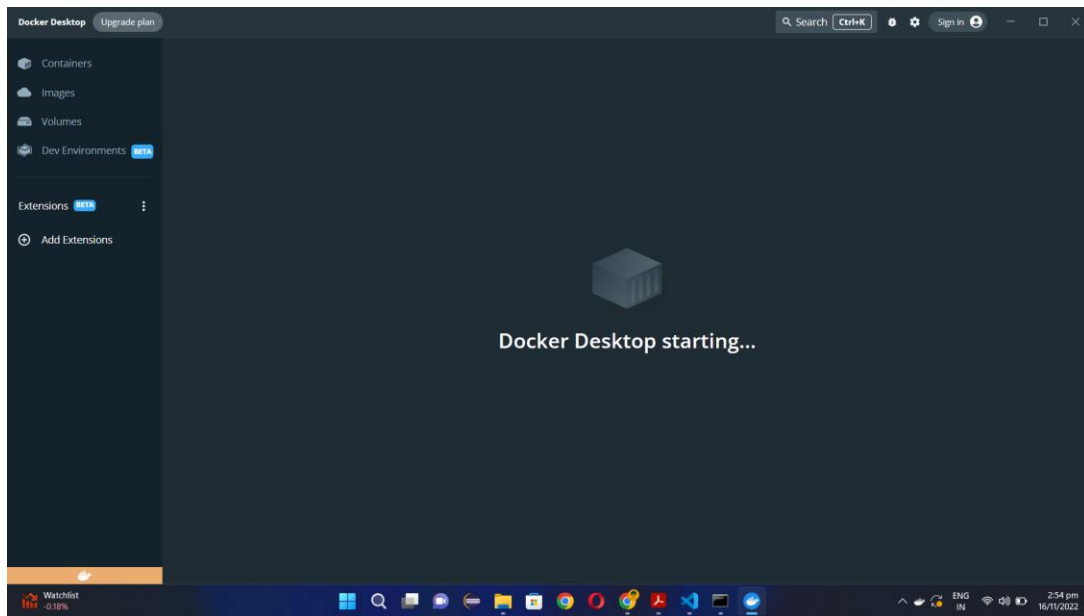 Docker Desktop Upgrade plan
Search Ctrl+K Sign in
Containers
Images
Volumes
Dev Environments BETA
Extensions BETA
Add Extensions
Docker Desktop starting...
Watchlist
-0.18%
ENG
IN
2:54 pm
16/11/2022